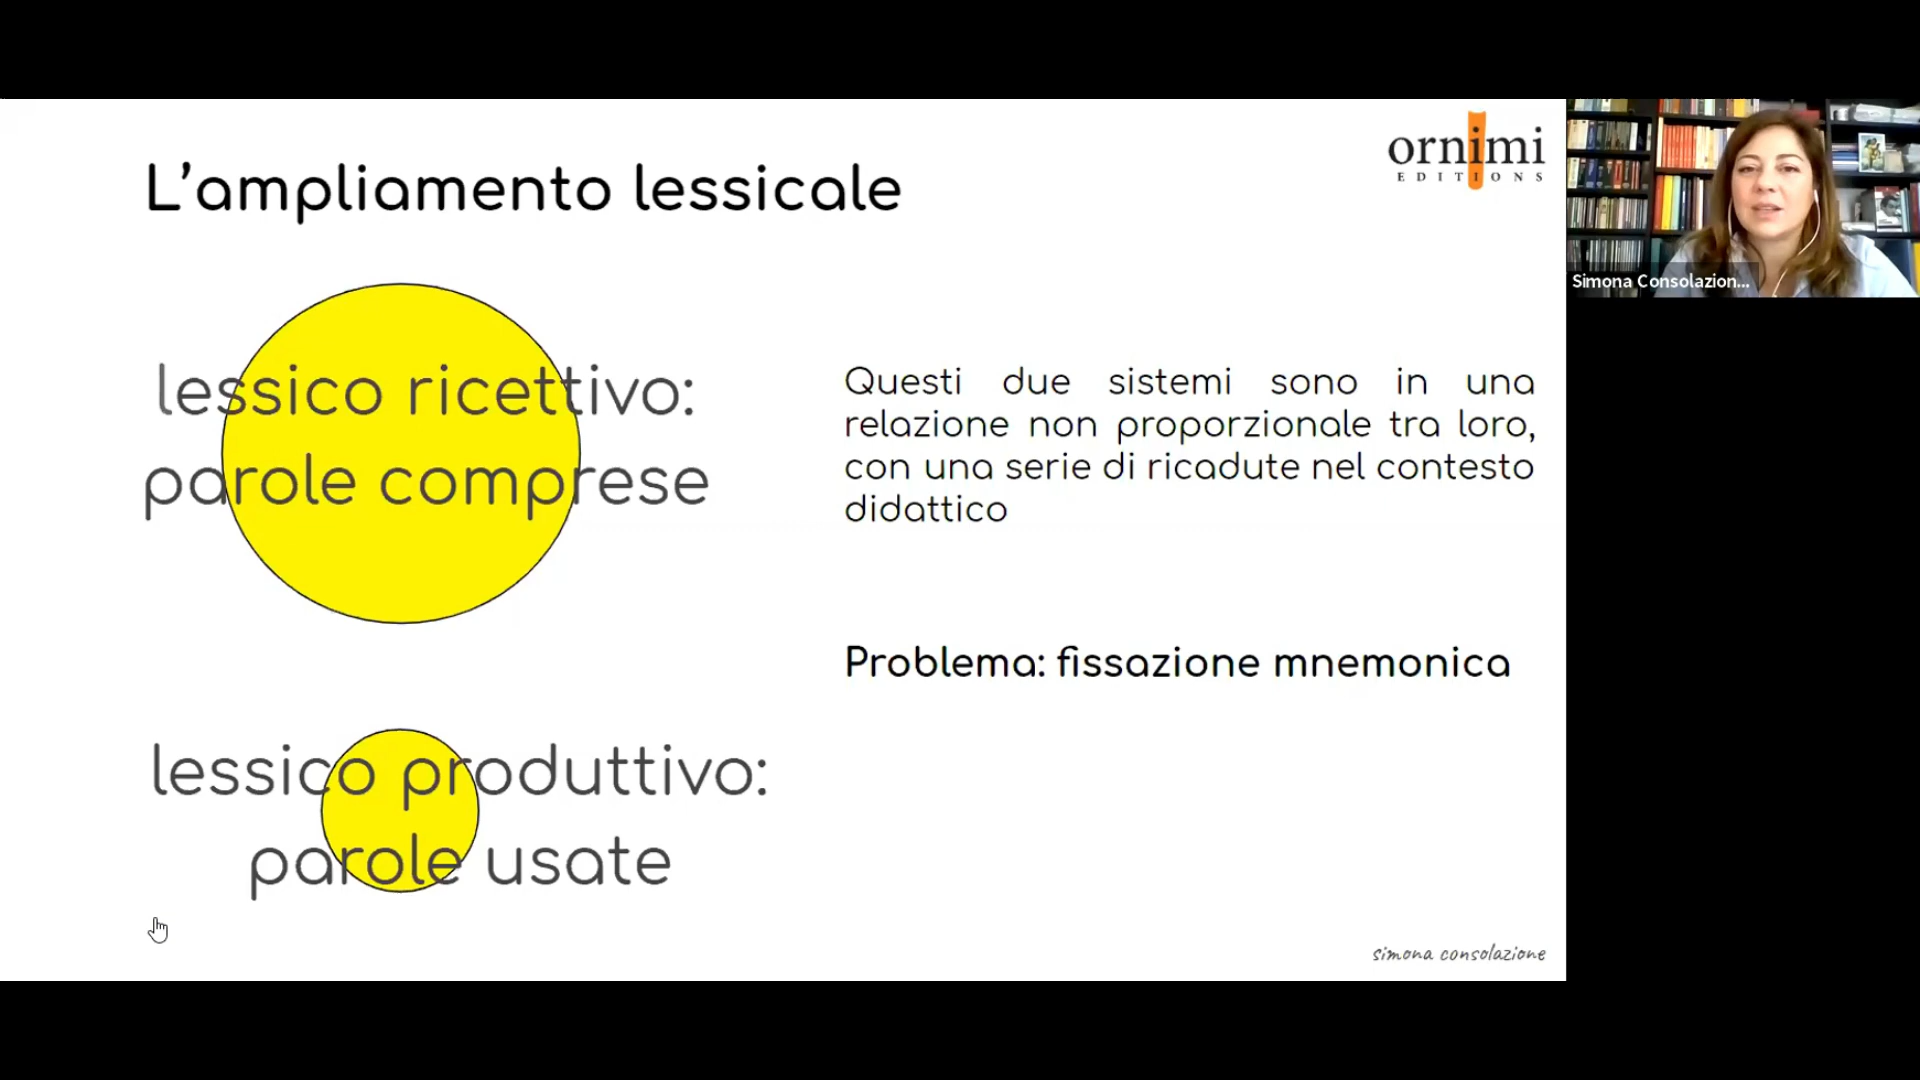 L’ampliamento lessicale
ornimi
EDITIONS
lessico ricettivo:
parole comprese
Questi due sistemi sono in una
relazione non proporzionale tra loro,
con una serie di ricadute nel contesto
didattico
Problema: fissazione mnemonica
lessico produttivo:
parole usate
simona consolazione
Simona Consolazion...